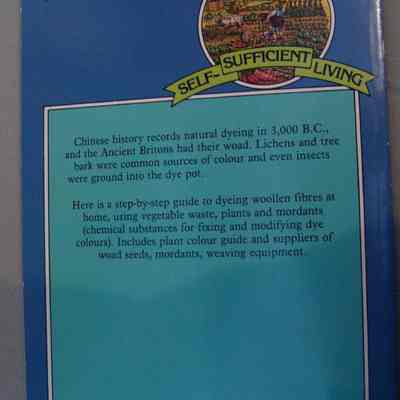 SELF-SUFFICIENT LIVING
Chinese history records natural dyeing in 3,000 B.C.,
and the Ancient Britons had their woad. Lichens and tree
bark were common sources of colour and even insects
were ground into the dye pot.
Here is a step-by-step guide to dyeing woollen fibres at
home, using vegetable waste, plants and mordants
(chemical substances for fixing and modifying dye
colours). Includes plant colour guide and suppliers of
woad seeds, mordants, weaving equipment.